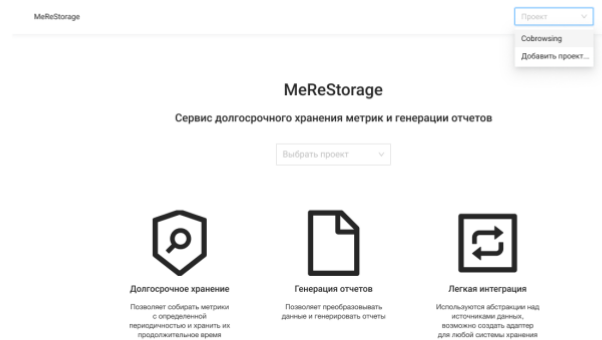 MeReStorage
Проект
Cobrowsing
Добавить проект...
MeReStorage
Сервис долгосрочного хранения метрик и генерации отчетов
Выбрать проект
Долгосрочное хранение
Позволяет собирать метрики
с определенной
периодичностью и хранить их
продолжительное время
Генерация отчетов
Позволяет преобразовывать
данные и генерировать отчеты
Легкая интеграция
Используются абстракции над
источниками данных,
возможно создать адаптер
для любой системы хранения